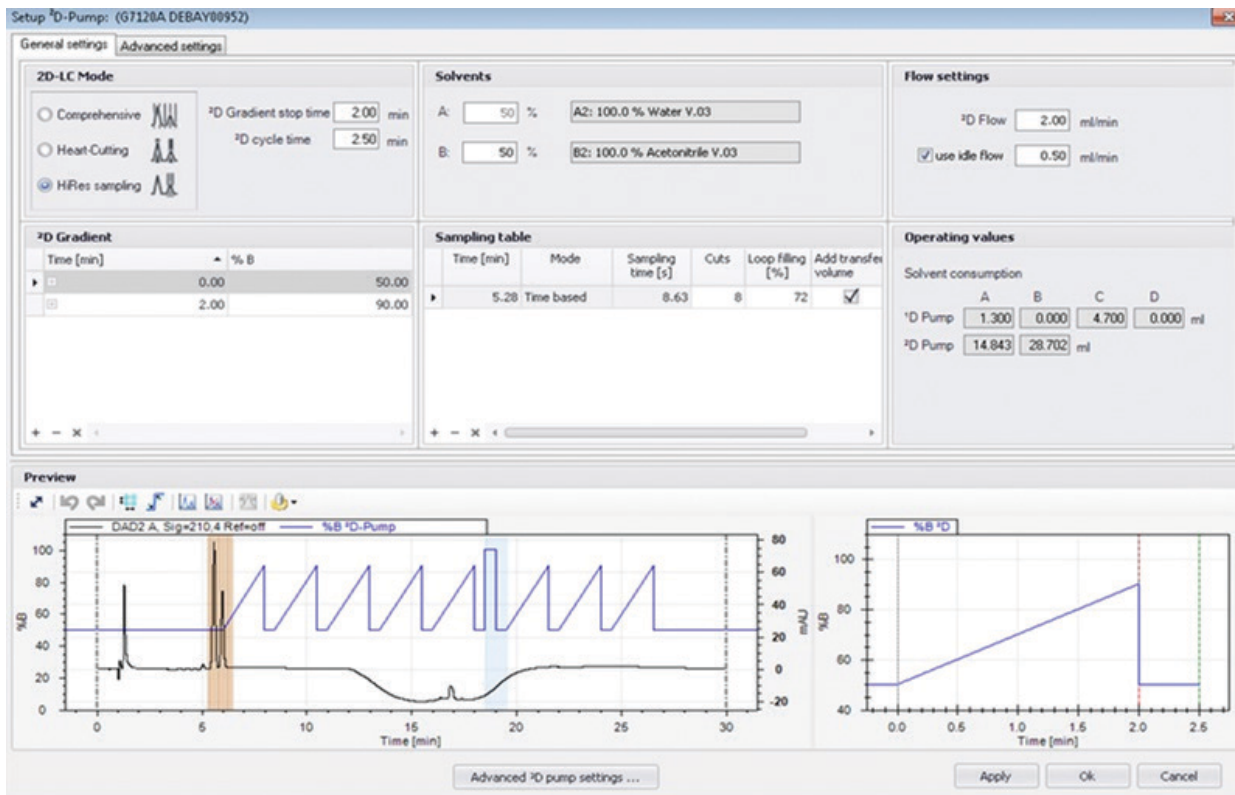 Setup ²D-Pump: (G7120A DEBAY00952)
General settings Advanced settings
2D-LC Mode
Comprehensive
Heart-Cutting
HiRes sampling
²D Gradient stop time 2.00 min
²D cycle time 2.50 min
Solvents
A: 50 % A2: 100.0 % Water V.03
B: 50 % B2: 100.0 % Acetonitrile V.03
Flow settings
²D Flow 2.00 ml/min
use idle flow 0.50 ml/min
²D Gradient
Time [min] % B
0.00 50.00
2.00 90.00
Sampling table
Time [min] Mode Sampling time [s] Cuts Loop filling [%] Add transfer volume
5.28 Time based 8.63 8 72
Operating values
Solvent consumption
A B C D
¹D Pump 1.300 0.000 4.700 0.000 ml
²D Pump 14.843 28.702 ml
Preview
DAD2 A, Sig=210,4 Ref=off %B ²D-Pump
%B
100
80
60
40
20
0
80
60
40
20
0
-20
mAU
0 5 10 15 20 25 30
Time [min]
%B ²D
%B
100
80
60
40
0.0 0.5 1.0 1.5 2.0 2.5
Time [min]
Advanced ²D pump settings ...
Apply Ok Cancel